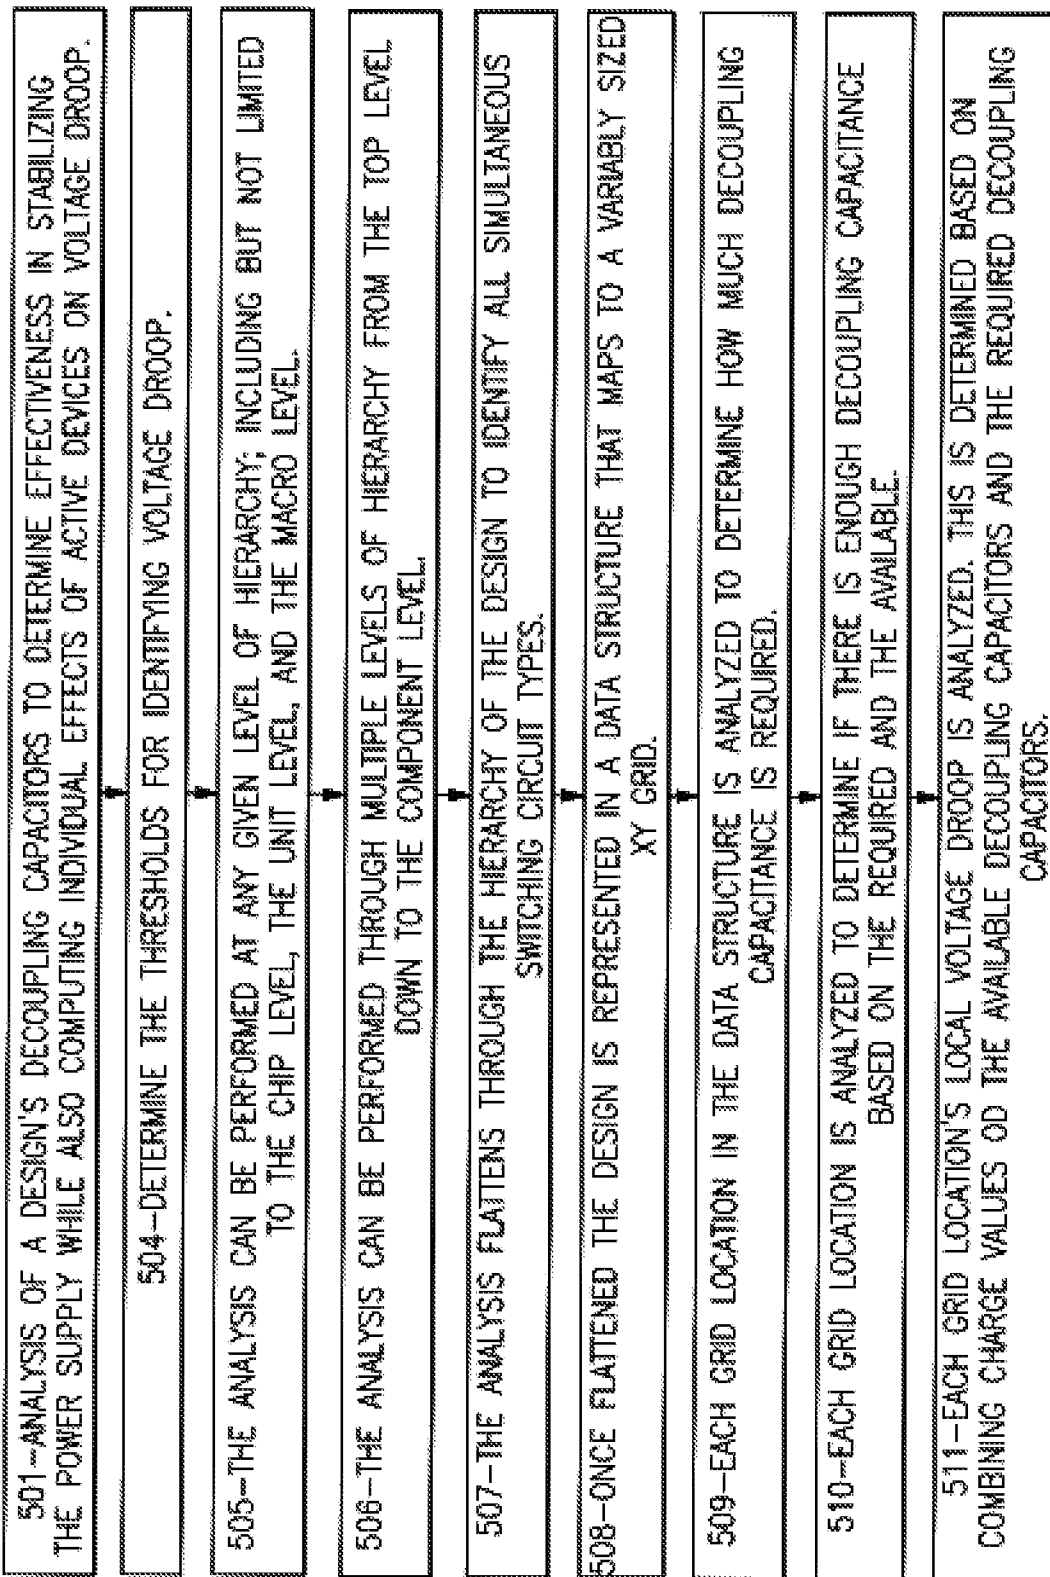 501-ANALYSIS OF A DESIGN'S DECOUPLING CAPACITORS TO DETERMINE EFFECTIVENESS IN STABILIZING
THE POWER SUPPLY WHILE ALSO COMPUTING INDIVIDUAL EFFECTS OF ACTIVE DEVICES ON VOLTAGE DROOP.
504-DETERMINE THE THRESHOLDS FOR IDENTIFYING VOLTAGE DROOP.
505-THE ANALYSIS CAN BE PERFORMED AT ANY GIVEN LEVEL OF HIERARCHY; INCLUDING BUT NOT LIMITED
TO THE CHIP LEVEL, THE UNIT LEVEL, AND THE MACRO LEVEL.
506-THE ANALYSIS CAN BE PERFORMED THROUGH MULTIPLE LEVELS OF HIERARCHY FROM THE TOP LEVEL
DOWN TO THE COMPONENT LEVEL.
507-THE ANALYSIS FLATTENS THROUGH THE HIERARCHY OF THE DESIGN TO IDENTIFY ALL SIMULTANEOUS
SWITCHING CIRCUIT TYPES.
508-ONCE FLATTENED THE DESIGN IS REPRESENTED IN A DATA STRUCTURE THAT MAPS TO A VARIABLY SIZED
XY GRID.
509-EACH GRID LOCATION IN THE DATA STRUCTURE IS ANALYZED TO DETERMINE HOW MUCH DECOUPLING
CAPACITANCE IS REQUIRED.
510-EACH GRID LOCATION IS ANALYZED TO DETERMINE IF THERE IS ENOUGH DECOUPLING CAPACITANCE
BASED ON THE REQUIRED AND THE AVAILABLE.
511-EACH GRID LOCATION'S LOCAL VOLTAGE DROOP IS ANALYZED. THIS IS DETERMINED BASED ON
COMBINING CHARGE VALUES OD THE AVAILABLE DECOUPLING CAPACITORS AND THE REQUIRED DECOUPLING
CAPACITORS.